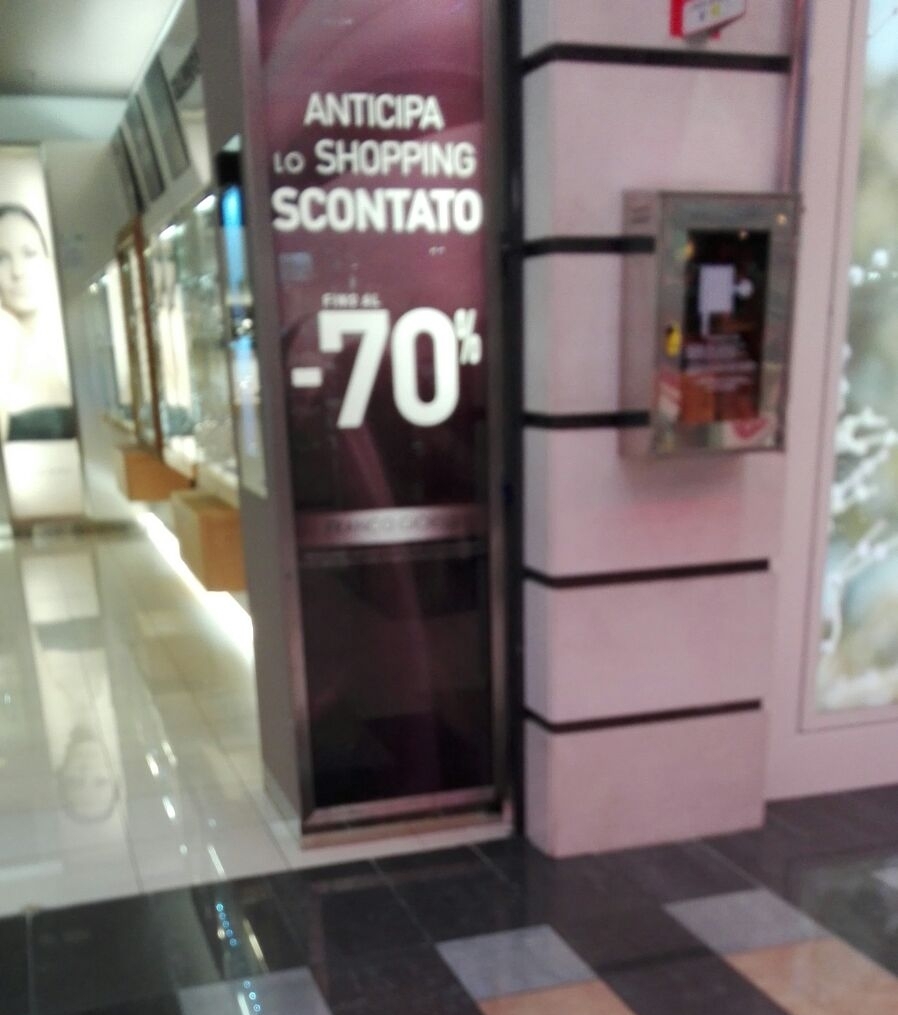 ANTICIPA
LO SHOPPING
SCONTATO
FINO AL
-70%